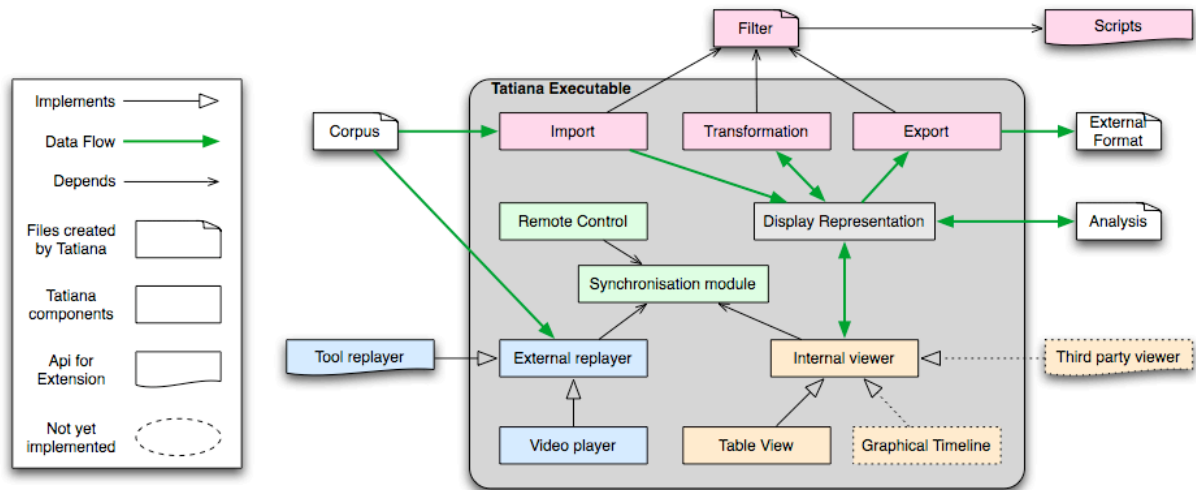 Filter
Scripts
Tatiana Executable
Implements
Data Flow
Depends
Files created
by Tatiana
Tatiana
components
Api for
Extension
Not yet
implemented
Corpus
Import
Transformation
Export
External
Format
Remote Control
Display Representation
Analysis
Synchronisation module
Tool replayer
External replayer
Internal viewer
Third party viewer
Video player
Table View
Graphical Timeline